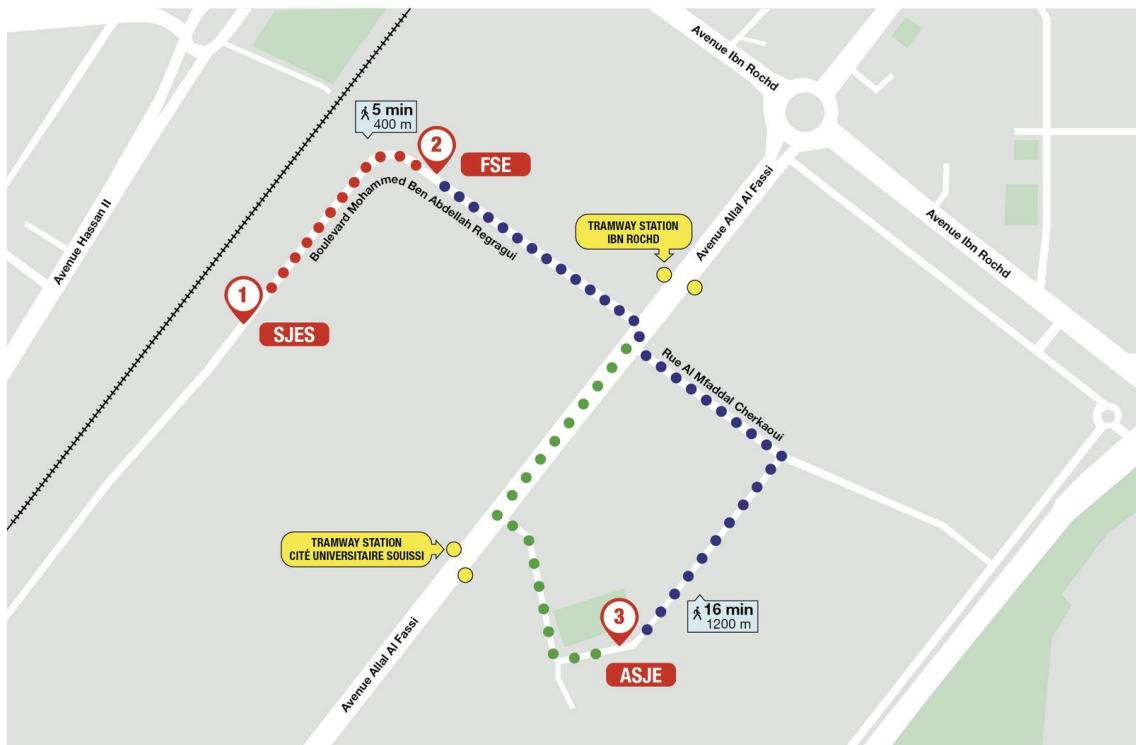 Avenue Ibn Rochd
5 min
400 m
2
FSE
Avenue Hassan II
Boulevard Mohammed Ben Abdellah Regragui
Avenue Allal Al Fassi
TRAMWAY STATION
IBN ROCHD
Avenue Ibn Rochd
1
SJES
Rue Al Mfaddal Cherkaoui
TRAMWAY STATION
CITÉ UNIVERSITAIRE SOUISSI
3
16 min
1200 m
Avenue Allal Al Fassi
ASJE